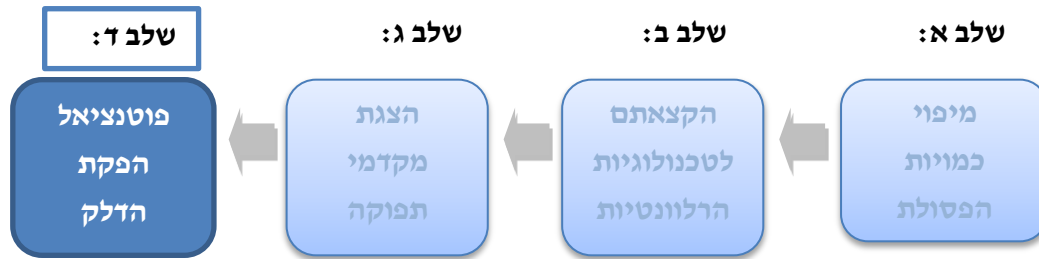 שלב א:
שלב ב:
שלב ג:
שלב ד:
מיפוי
כמויות
הפסולת
הקצאתם
לטכנולוגיות
הרלוונטיות
הצגת
מקדמי
תפוקה
פוטנציאל
הפקת
הדלק